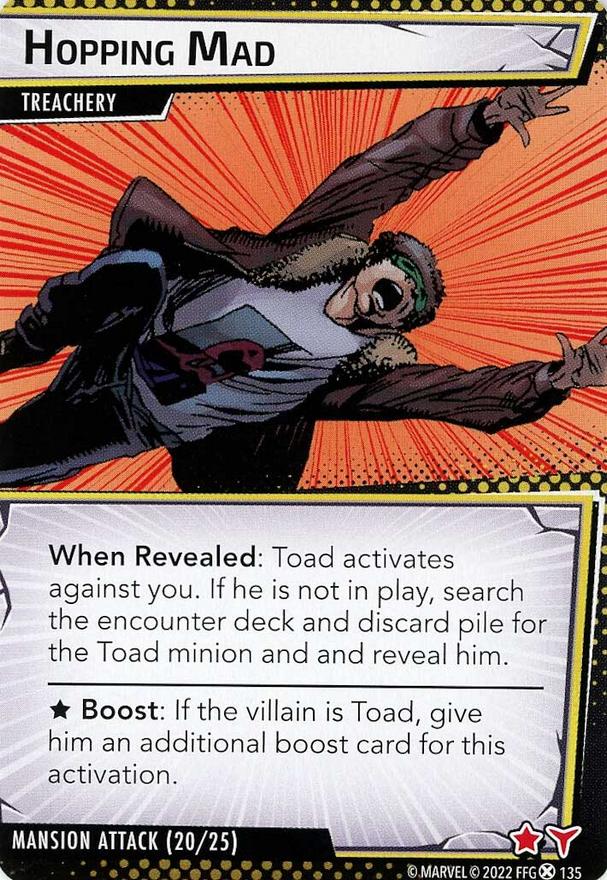 Hopping Mad
TREACHERY
When Revealed: Toad activates
against you. If he is not in play, search
the encounter deck and discard pile for
the Toad minion and and reveal him.
★ Boost: If the villain is Toad, give
him an additional boost card for this
activation.
MANSION ATTACK (20/25)
© MARVEL © 2022 FFG 135